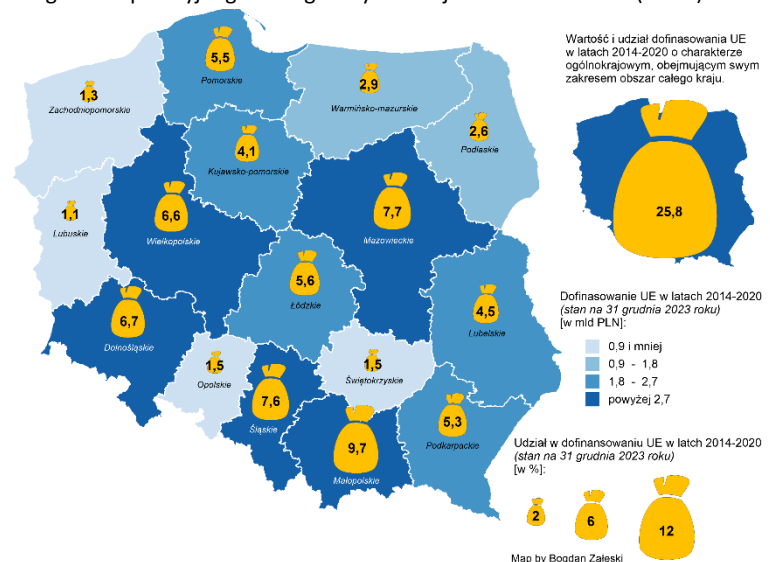 5,5
Pomorskie
1,3
Zachodniopomorskie
2,9
Warmińsko-mazurskie
2,6
Podlaskie
4,1
Kujawsko-pomorskie
1,1
Lubuskie
6,6
Wielkopolskie
7,7
Mazowieckie
5,6
Łódzkie
4,5
Lubelskie
6,7
Dolnośląskie
1,5
Opolskie
7,6
Śląskie
1,5
Świętokrzyskie
9,7
Małopolskie
5,3
Podkarpackie
Wartość i udział dofinasowania UE
w latach 2014-2020 o charakterze
ogólnokrajowym, obejmującym swym
zakresem obszar całego kraju.
25,8
Dofinasowanie UE w latach 2014-2020
(stan na 31 grudnia 2023 roku)
[w mld PLN]:
0,9 i mniej
0,9 - 1,8
1,8 - 2,7
powyżej 2,7
Udział w dofinansowaniu UE w latch 2014-2020
(stan na 31 grudnia 2023 roku)
[w %]:
2
6
12
Map by Bogdan Załęski